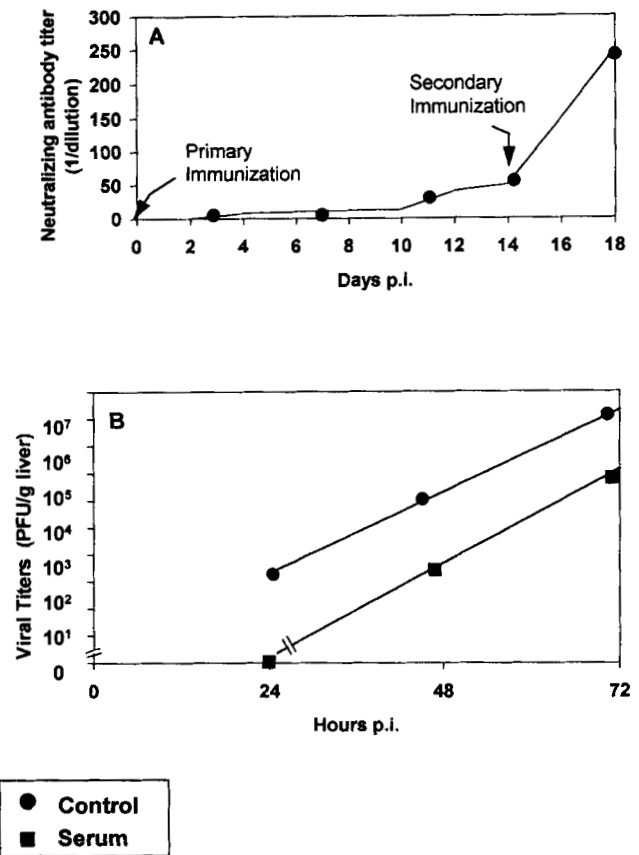 A
Neutralizing antibody titer
(1/dilution)
300
250
200
150
100
50
0
Primary
Immunization
Secondary
Immunization
0 2 4 6 8 10 12 14 16 18
Days p.i.
B
Viral Titers (PFU/g liver)
10⁷
10⁶
10⁵
10⁴
10³
10²
10¹
0
0 24 48 72
Hours p.i.
Control
Serum